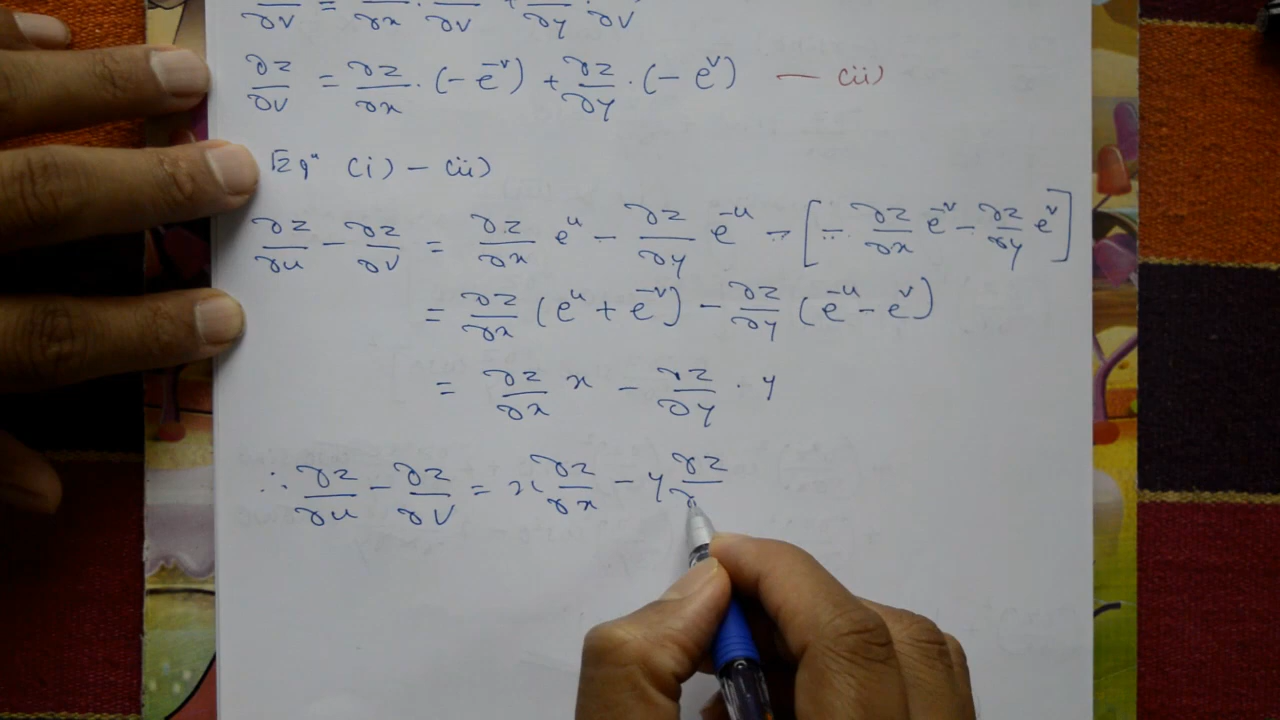 ∂v = ∂x · ∂v + ∂y · ∂v
∂z/∂v = ∂z/∂x · (- e^-v) + ∂z/∂y · (- e^v) — (ii)
Eqⁿ (i) - (ii)
∂z/∂u - ∂z/∂v = ∂z/∂x e^u - ∂z/∂y e^-u - [- ∂z/∂x e^-v - ∂z/∂y e^v]
= ∂z/∂x (e^u + e^-v) - ∂z/∂y (e^-u - e^v)
= ∂z/∂x x - ∂z/∂y · y
∴ ∂z/∂u - ∂z/∂v = x ∂z/∂x - y ∂z/∂